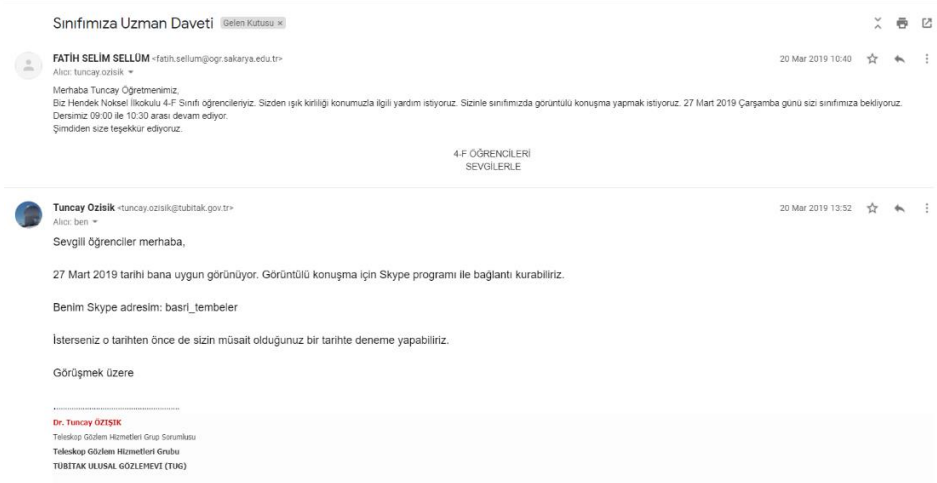 Sınıfımıza Uzman Daveti Gelen Kutusu ×
FATİH SELİM SELLÜM <fatih.sellum@ogr.sakarya.edu.tr> 20 Mar 2019 10:40
Alıcı: tuncay.ozisik
Merhaba Tuncay Öğretmenimiz,
Biz Hendek Noksel İlkokulu 4-F Sınıfı öğrencileriyiz. Sizden ışık kirliliği konumuzla ilgili yardım istiyoruz. Sizinle sınıfımızda görüntülü konuşma yapmak istiyoruz. 27 Mart 2019 Çarşamba günü sizi sınıfımıza bekliyoruz.
Dersimiz 09:00 ile 10:30 arası devam ediyor.
Şimdiden size teşekkür ediyoruz.
4-F ÖĞRENCİLERİ
SEVGİLERLE
Tuncay Ozisik <tuncay.ozisik@tubitak.gov.tr> 20 Mar 2019 13:52
Alıcı: ben
Sevgili öğrenciler merhaba,
27 Mart 2019 tarihi bana uygun görünüyor. Görüntülü konuşma için Skype programı ile bağlantı kurabiliriz.
Benim Skype adresim: basri_tembeler
İsterseniz o tarihten önce de sizin müsait olduğunuz bir tarihte deneme yapabiliriz.
Görüşmek üzere
Dr. Tuncay ÖZIŞIK
Teleskop Gözlem Hizmetleri Grup Sorumlusu
Teleskop Gözlem Hizmetleri Grubu
TÜBİTAK ULUSAL GÖZLEMEVİ (TUG)